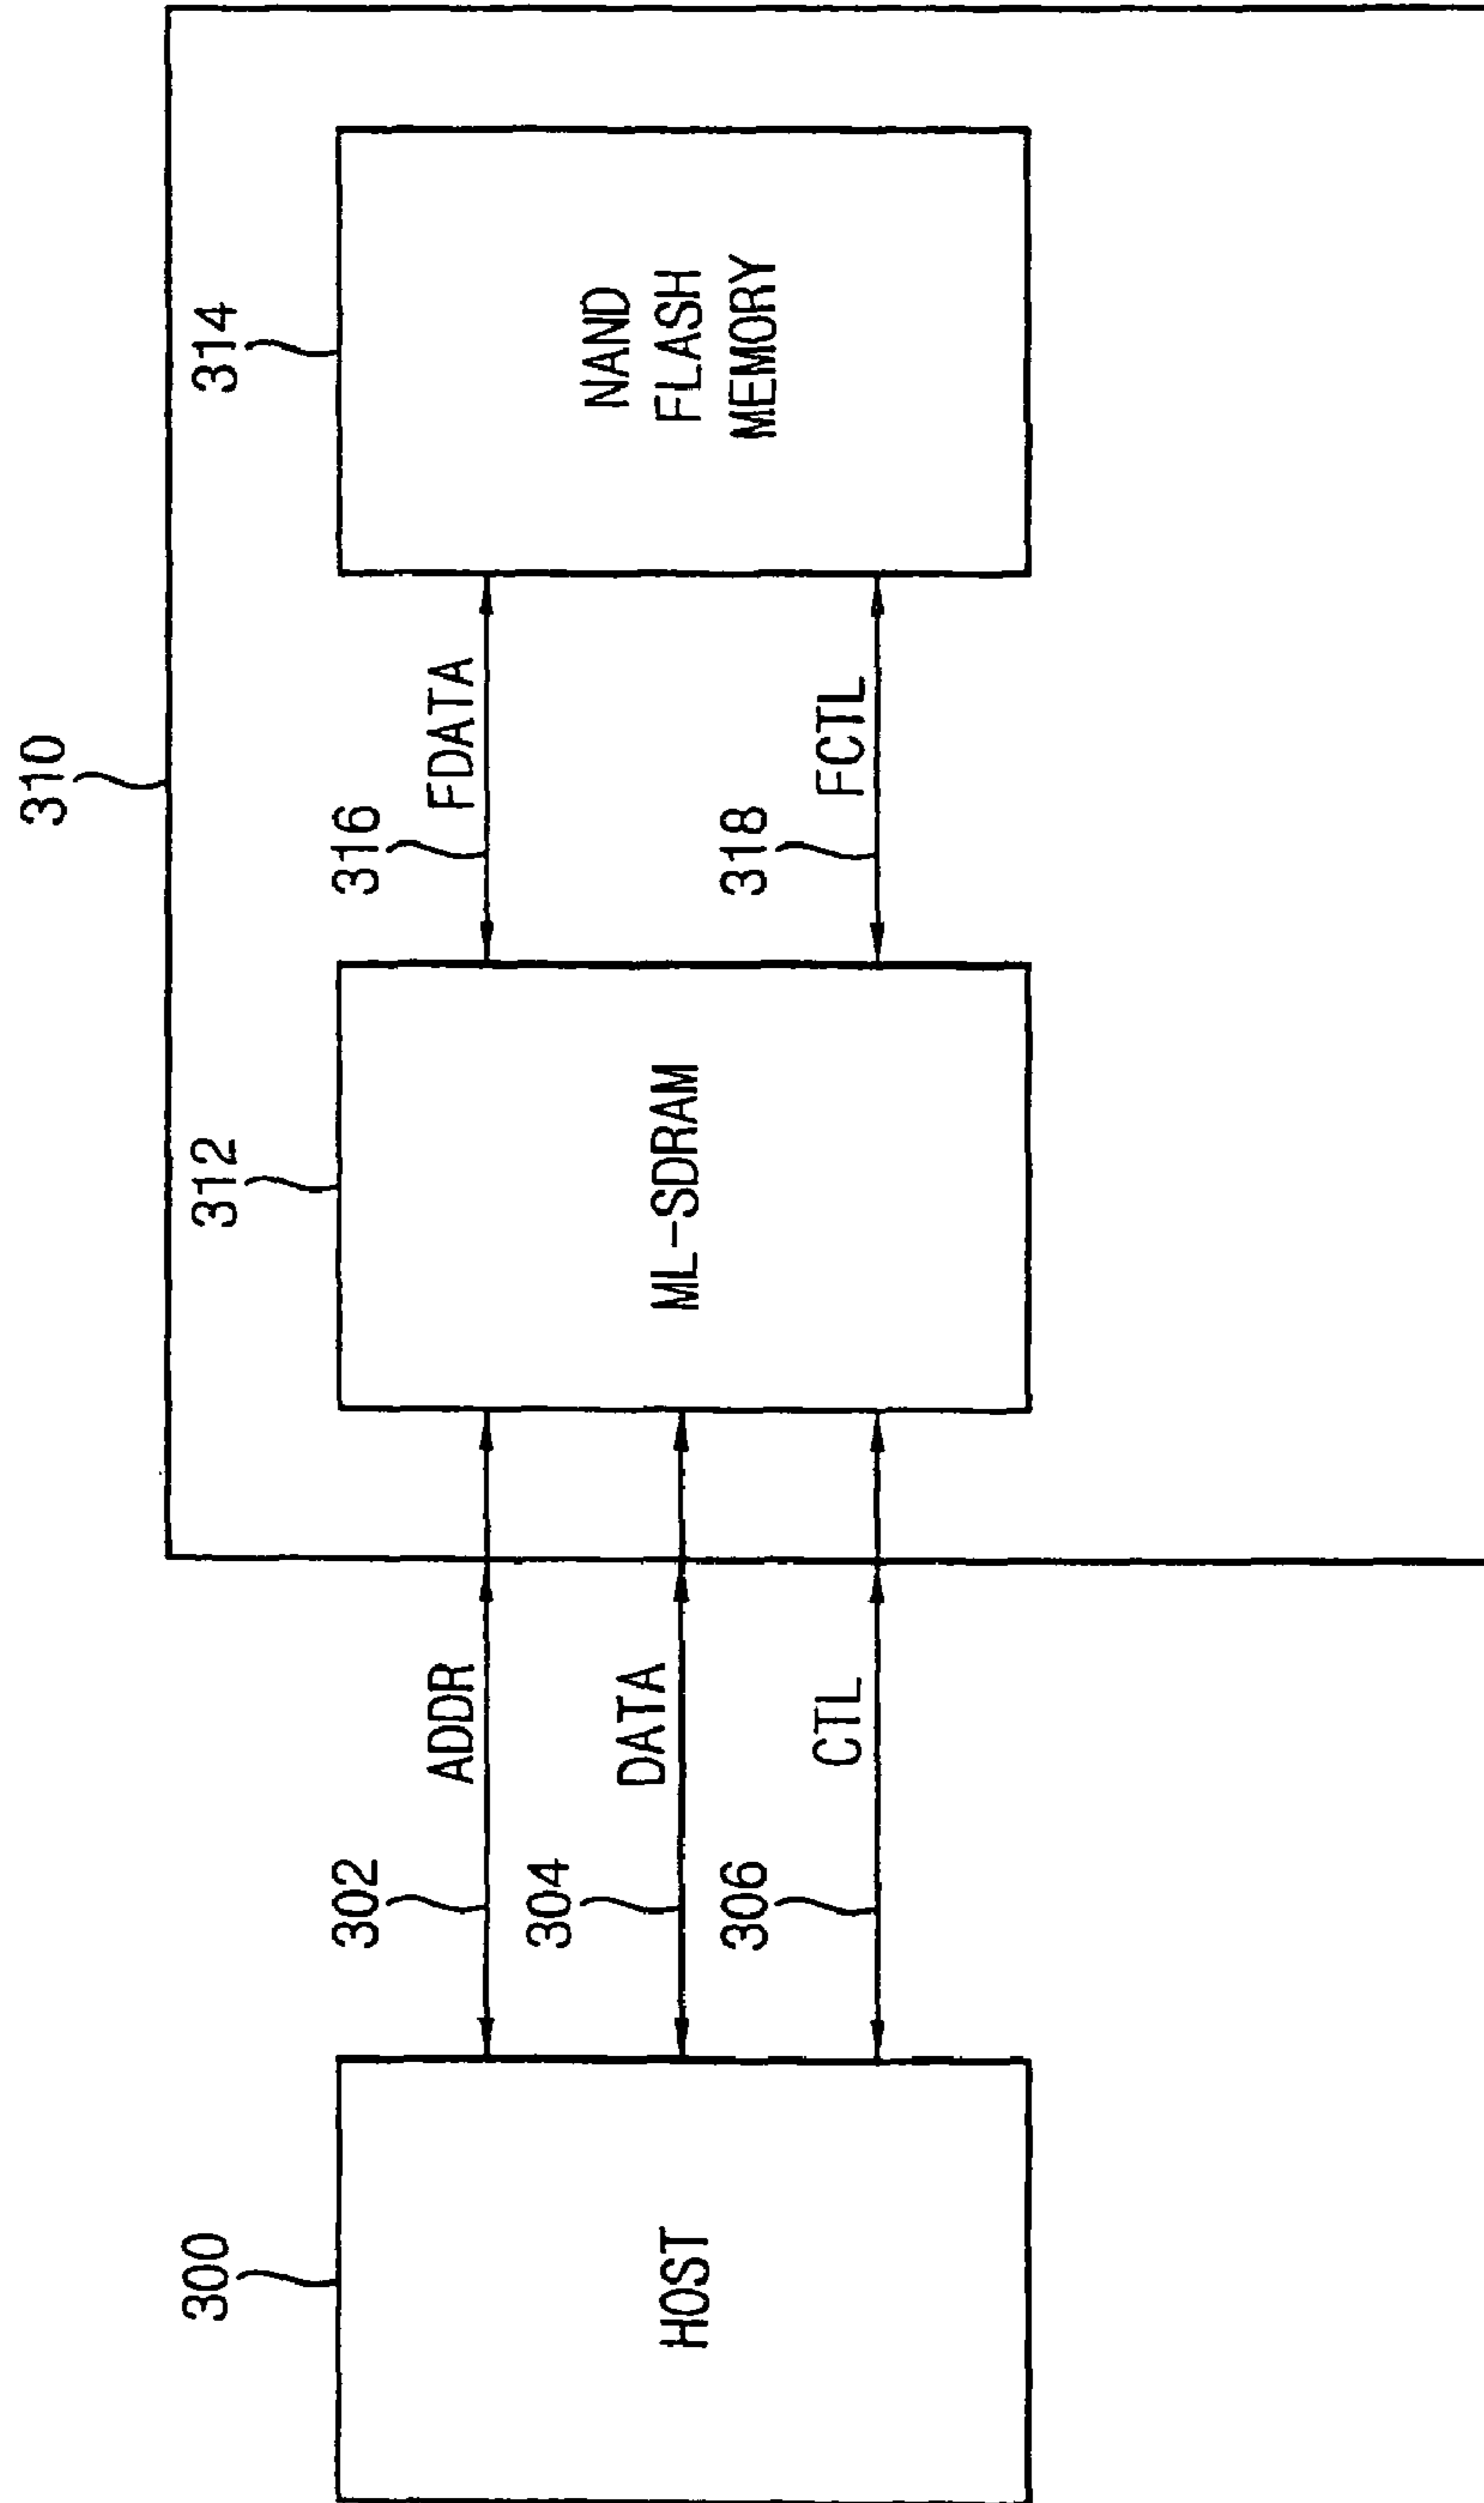 310
300
302
ADDR
304
DATA
306
CTL
HOST
312
ML-SDRAM
316
FDATA
318
FCTL
314
NAND
FLASH
MEMORY